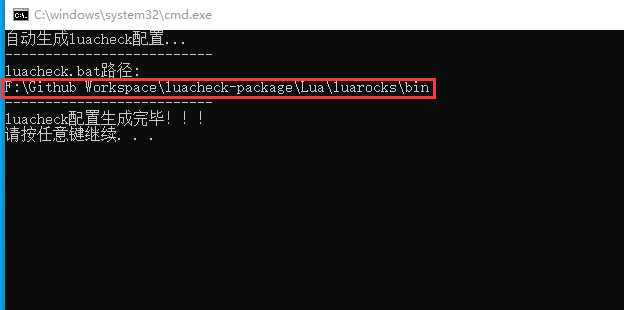 C:\windows\system32\cmd.exe
自动生成luacheck配置...
--------------------------
luacheck.bat路径:
F:\Github Workspace\luacheck-package\Lua\luarocks\bin
--------------------------
luacheck配置生成完毕！！！
请按任意键继续. . .